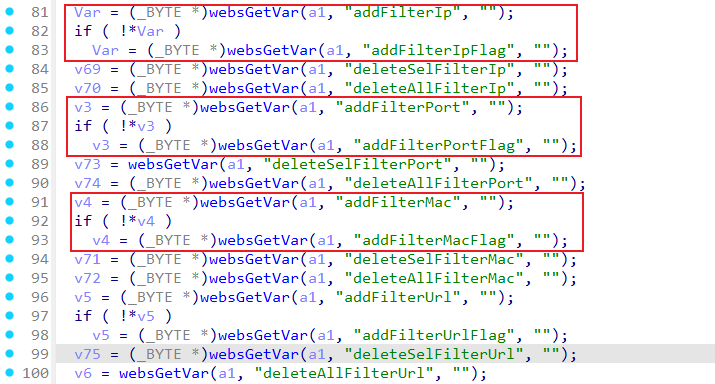 81 Var = (_BYTE *)websGetVar(a1, "addFilterIp", "");
82 if ( !*Var )
83 Var = (_BYTE *)websGetVar(a1, "addFilterIpFlag", "");
84 v69 = (_BYTE *)websGetVar(a1, "deleteSelFilterIp", "");
85 v70 = (_BYTE *)websGetVar(a1, "deleteAllFilterIp", "");
86 v3 = (_BYTE *)websGetVar(a1, "addFilterPort", "");
87 if ( !*v3 )
88 v3 = (_BYTE *)websGetVar(a1, "addFilterPortFlag", "");
89 v73 = websGetVar(a1, "deleteSelFilterPort", "");
90 v74 = (_BYTE *)websGetVar(a1, "deleteAllFilterPort", "");
91 v4 = (_BYTE *)websGetVar(a1, "addFilterMac", "");
92 if ( !*v4 )
93 v4 = (_BYTE *)websGetVar(a1, "addFilterMacFlag", "");
94 v71 = (_BYTE *)websGetVar(a1, "deleteSelFilterMac", "");
95 v72 = (_BYTE *)websGetVar(a1, "deleteAllFilterMac", "");
96 v5 = (_BYTE *)websGetVar(a1, "addFilterUrl", "");
97 if ( !*v5 )
98 v5 = (_BYTE *)websGetVar(a1, "addFilterUrlFlag", "");
99 v75 = (_BYTE *)websGetVar(a1, "deleteSelFilterUrl", "");
100 v6 = websGetVar(a1, "deleteAllFilterUrl", "");